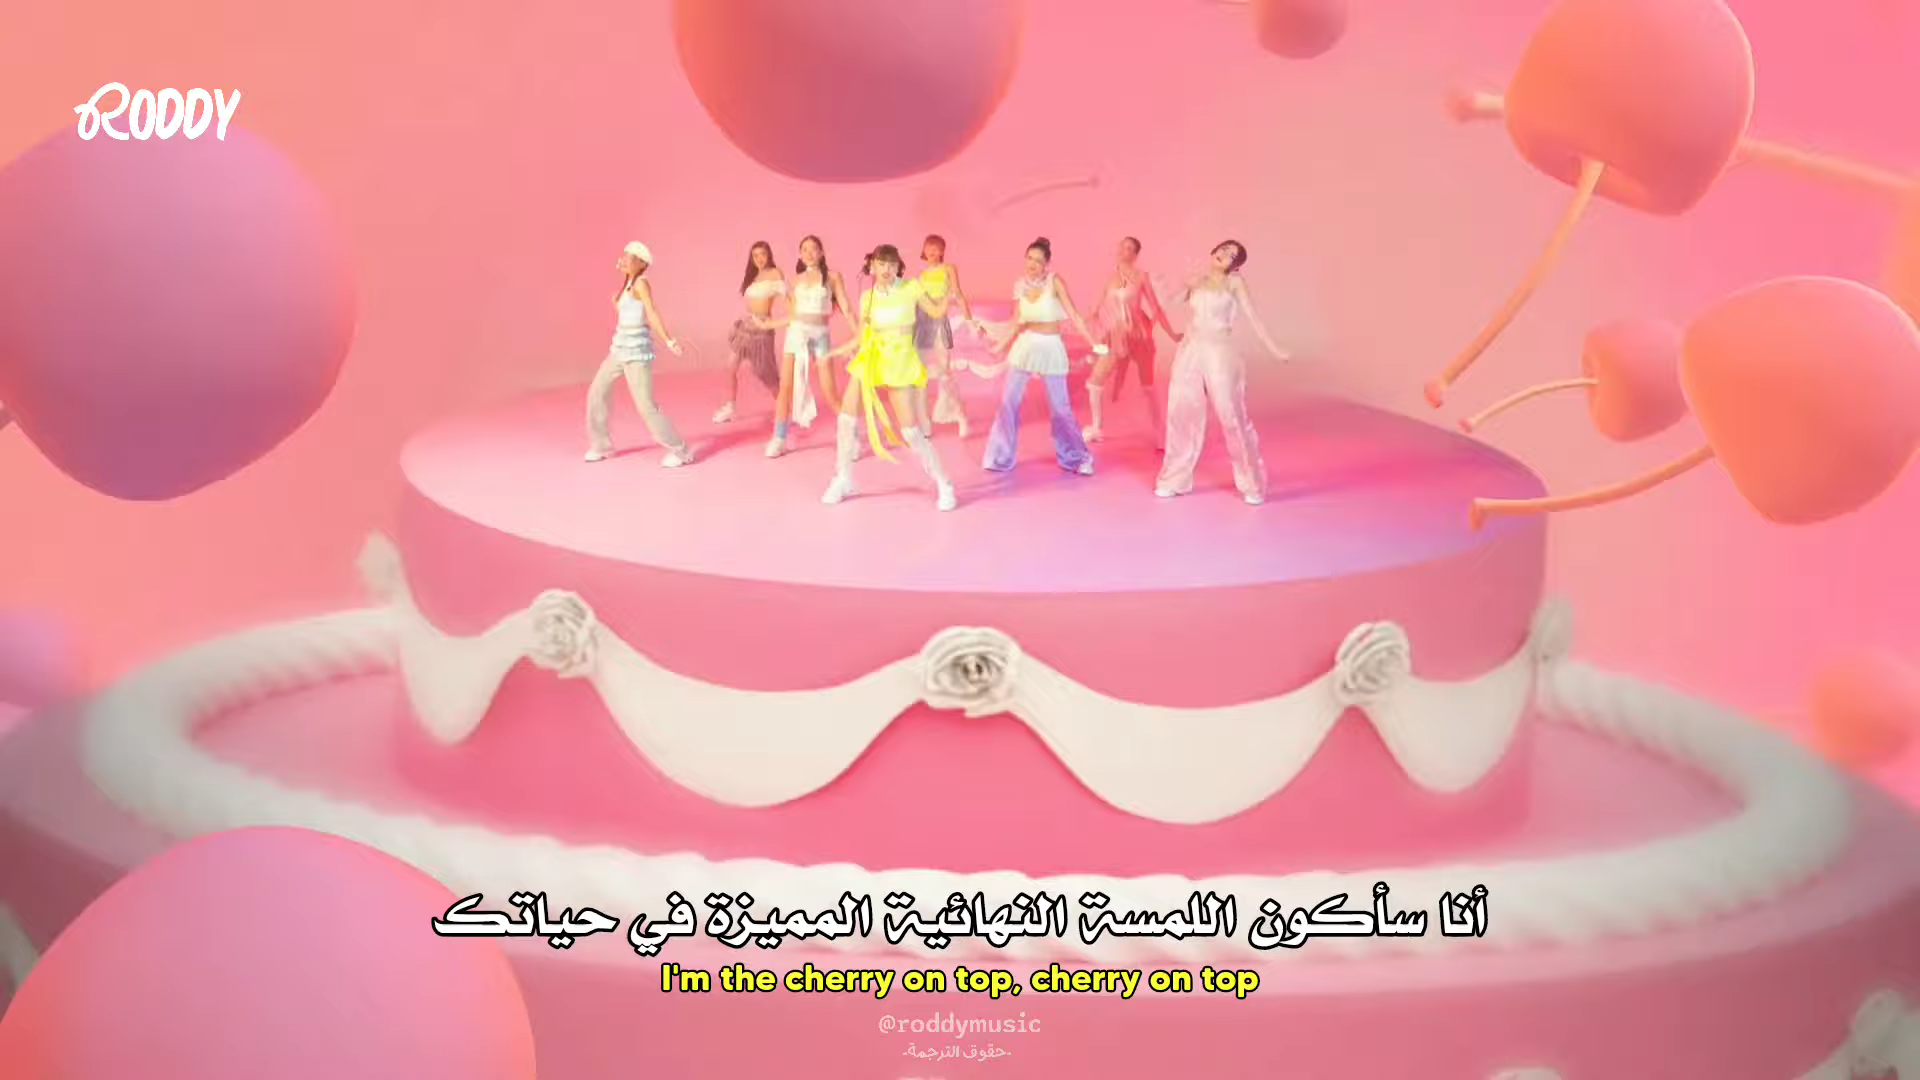 RODDY
أنا سأكون اللمسة النهائية المميزة في حياتك
I'm the cherry on top, cherry on top
@roddymusic
-حقوق الترجمة-